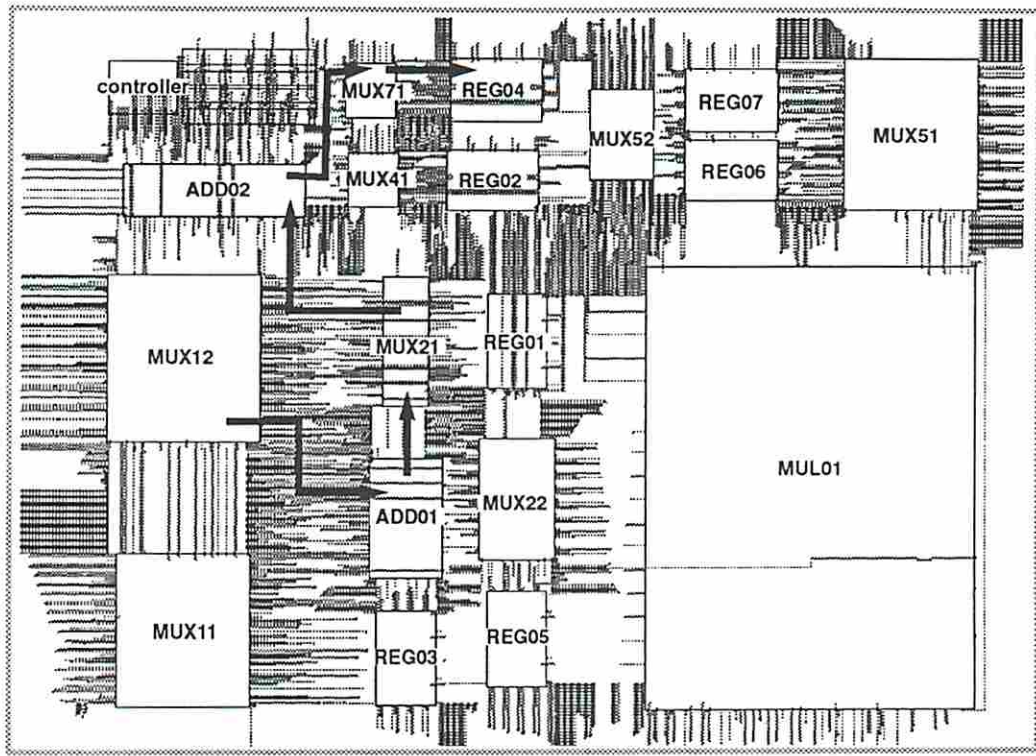 controller
MUX71
REG04
REG07
MUX51
MUX52
ADD02
MUX41
REG02
REG06
MUX12
MUX21
REG01
MUL01
ADD01
MUX22
MUX11
REG03
REG05